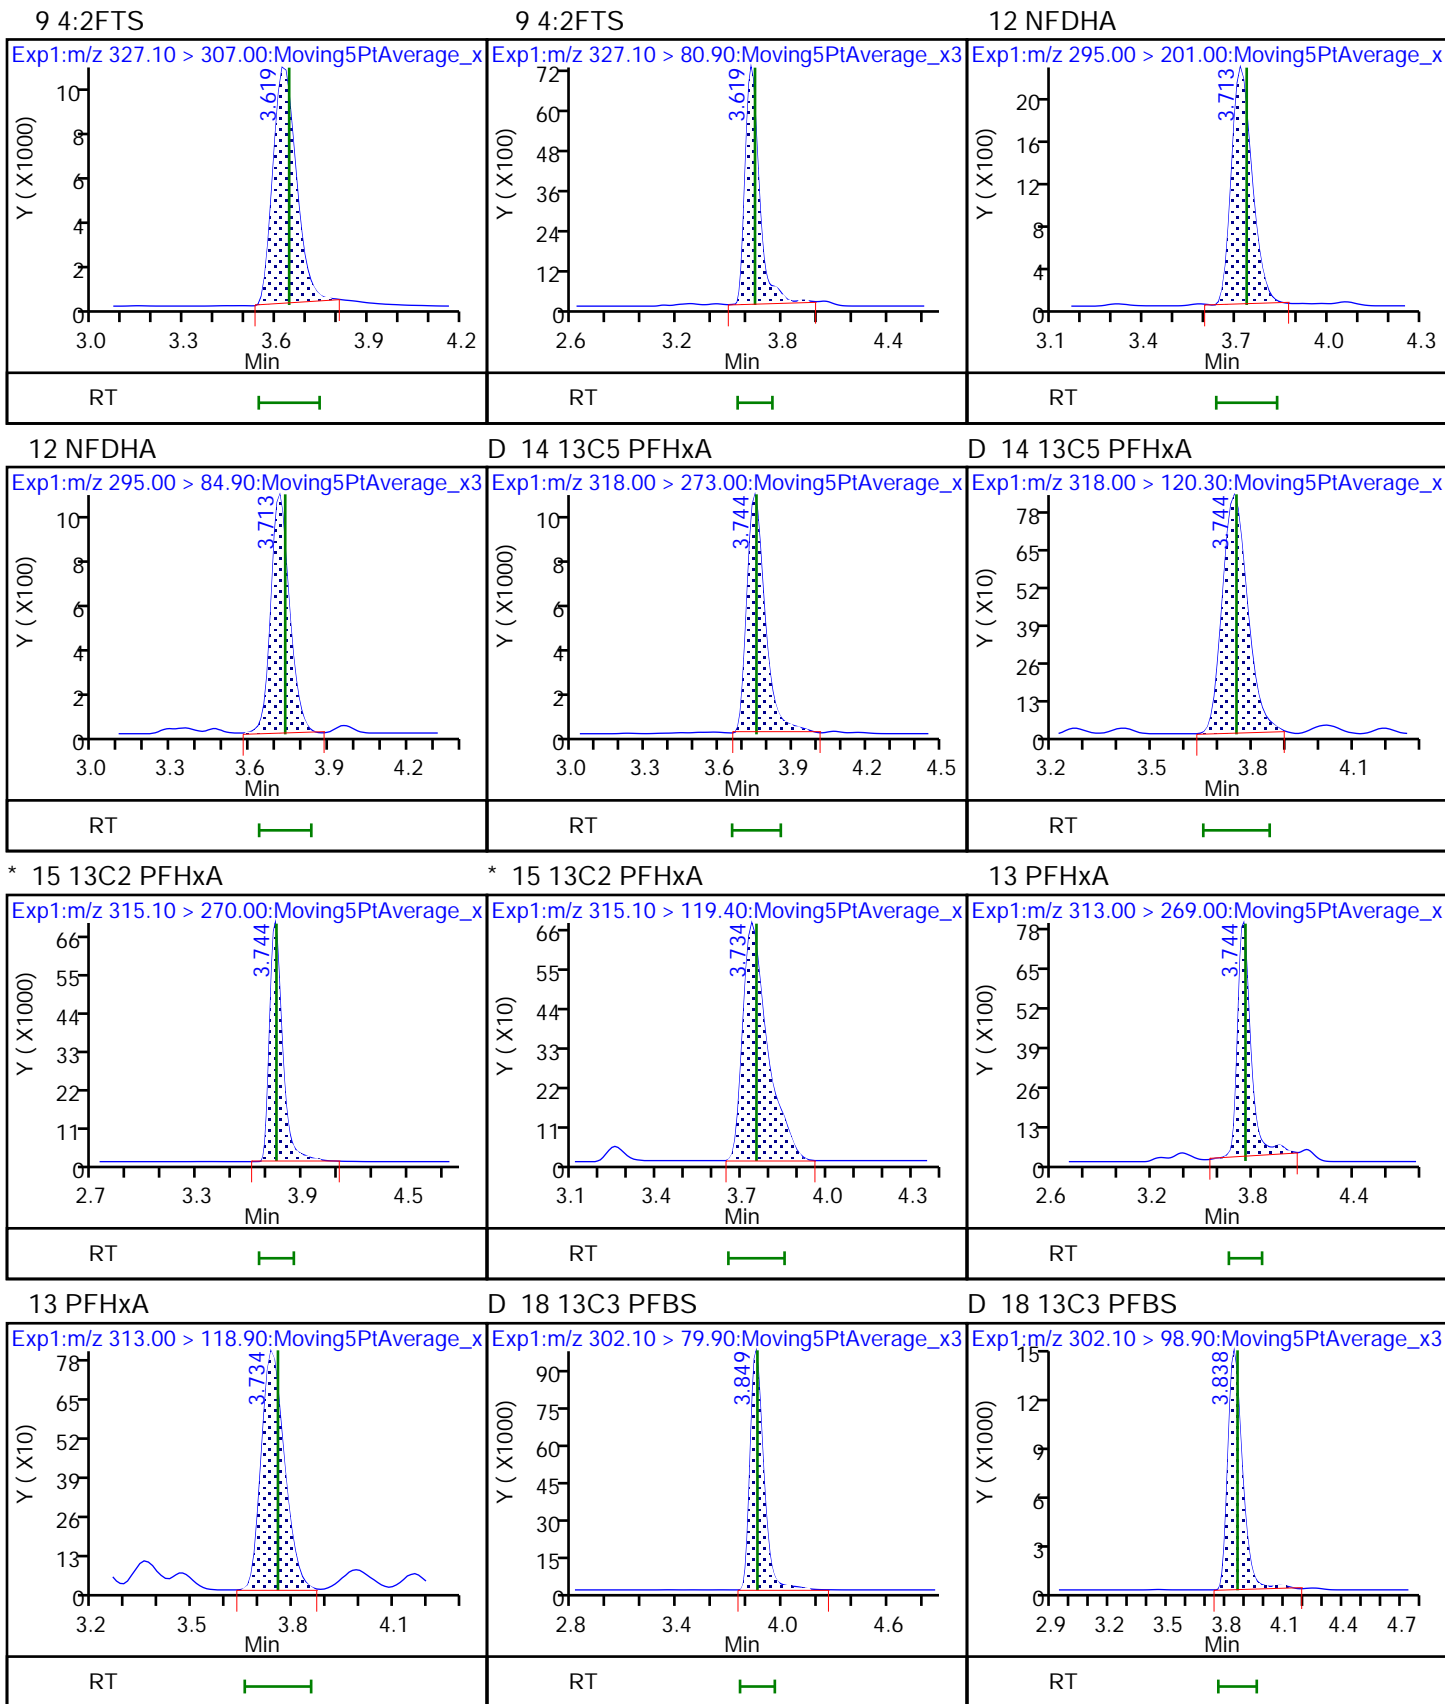 9 4:2FTS
Exp1:m/z 327.10 > 307.00:Moving5PtAverage_x
3.619
Y ( X1000)
10
8
6
4
2
0
3.0 3.3 3.6 3.9 4.2
Min
RT
9 4:2FTS
Exp1:m/z 327.10 > 80.90:Moving5PtAverage_x3
3.619
Y ( X100)
72
60
48
36
24
12
0
2.6 3.2 3.8 4.4
Min
RT
12 NFDHA
Exp1:m/z 295.00 > 201.00:Moving5PtAverage_x
3.713
Y ( X100)
20
16
12
8
4
0
3.1 3.4 3.7 4.0 4.3
Min
RT
12 NFDHA
Exp1:m/z 295.00 > 84.90:Moving5PtAverage_x3
3.713
Y ( X100)
10
8
6
4
2
0
3.0 3.3 3.6 3.9 4.2
Min
RT
D 14 13C5 PFHxA
Exp1:m/z 318.00 > 273.00:Moving5PtAverage_x
3.744
Y ( X1000)
10
8
6
4
2
0
3.0 3.3 3.6 3.9 4.2 4.5
Min
RT
D 14 13C5 PFHxA
Exp1:m/z 318.00 > 120.30:Moving5PtAverage_x
3.744
Y ( X10)
78
65
52
39
26
13
0
3.2 3.5 3.8 4.1
Min
RT
* 15 13C2 PFHxA
Exp1:m/z 315.10 > 270.00:Moving5PtAverage_x
3.744
Y ( X1000)
66
55
44
33
22
11
0
2.7 3.3 3.9 4.5
Min
RT
* 15 13C2 PFHxA
Exp1:m/z 315.10 > 119.40:Moving5PtAverage_x
3.734
Y ( X10)
66
55
44
33
22
11
0
3.1 3.4 3.7 4.0 4.3
Min
RT
13 PFHxA
Exp1:m/z 313.00 > 269.00:Moving5PtAverage_x
3.744
Y ( X100)
78
65
52
39
26
13
0
2.6 3.2 3.8 4.4
Min
RT
13 PFHxA
Exp1:m/z 313.00 > 118.90:Moving5PtAverage_x
3.734
Y ( X10)
78
65
52
39
26
13
0
3.2 3.5 3.8 4.1
Min
RT
D 18 13C3 PFBS
Exp1:m/z 302.10 > 79.90:Moving5PtAverage_x3
3.849
Y ( X1000)
90
75
60
45
30
15
0
2.8 3.4 4.0 4.6
Min
RT
D 18 13C3 PFBS
Exp1:m/z 302.10 > 98.90:Moving5PtAverage_x3
3.838
Y ( X1000)
15
12
9
6
3
0
2.9 3.2 3.5 3.8 4.1 4.4 4.7
Min
RT